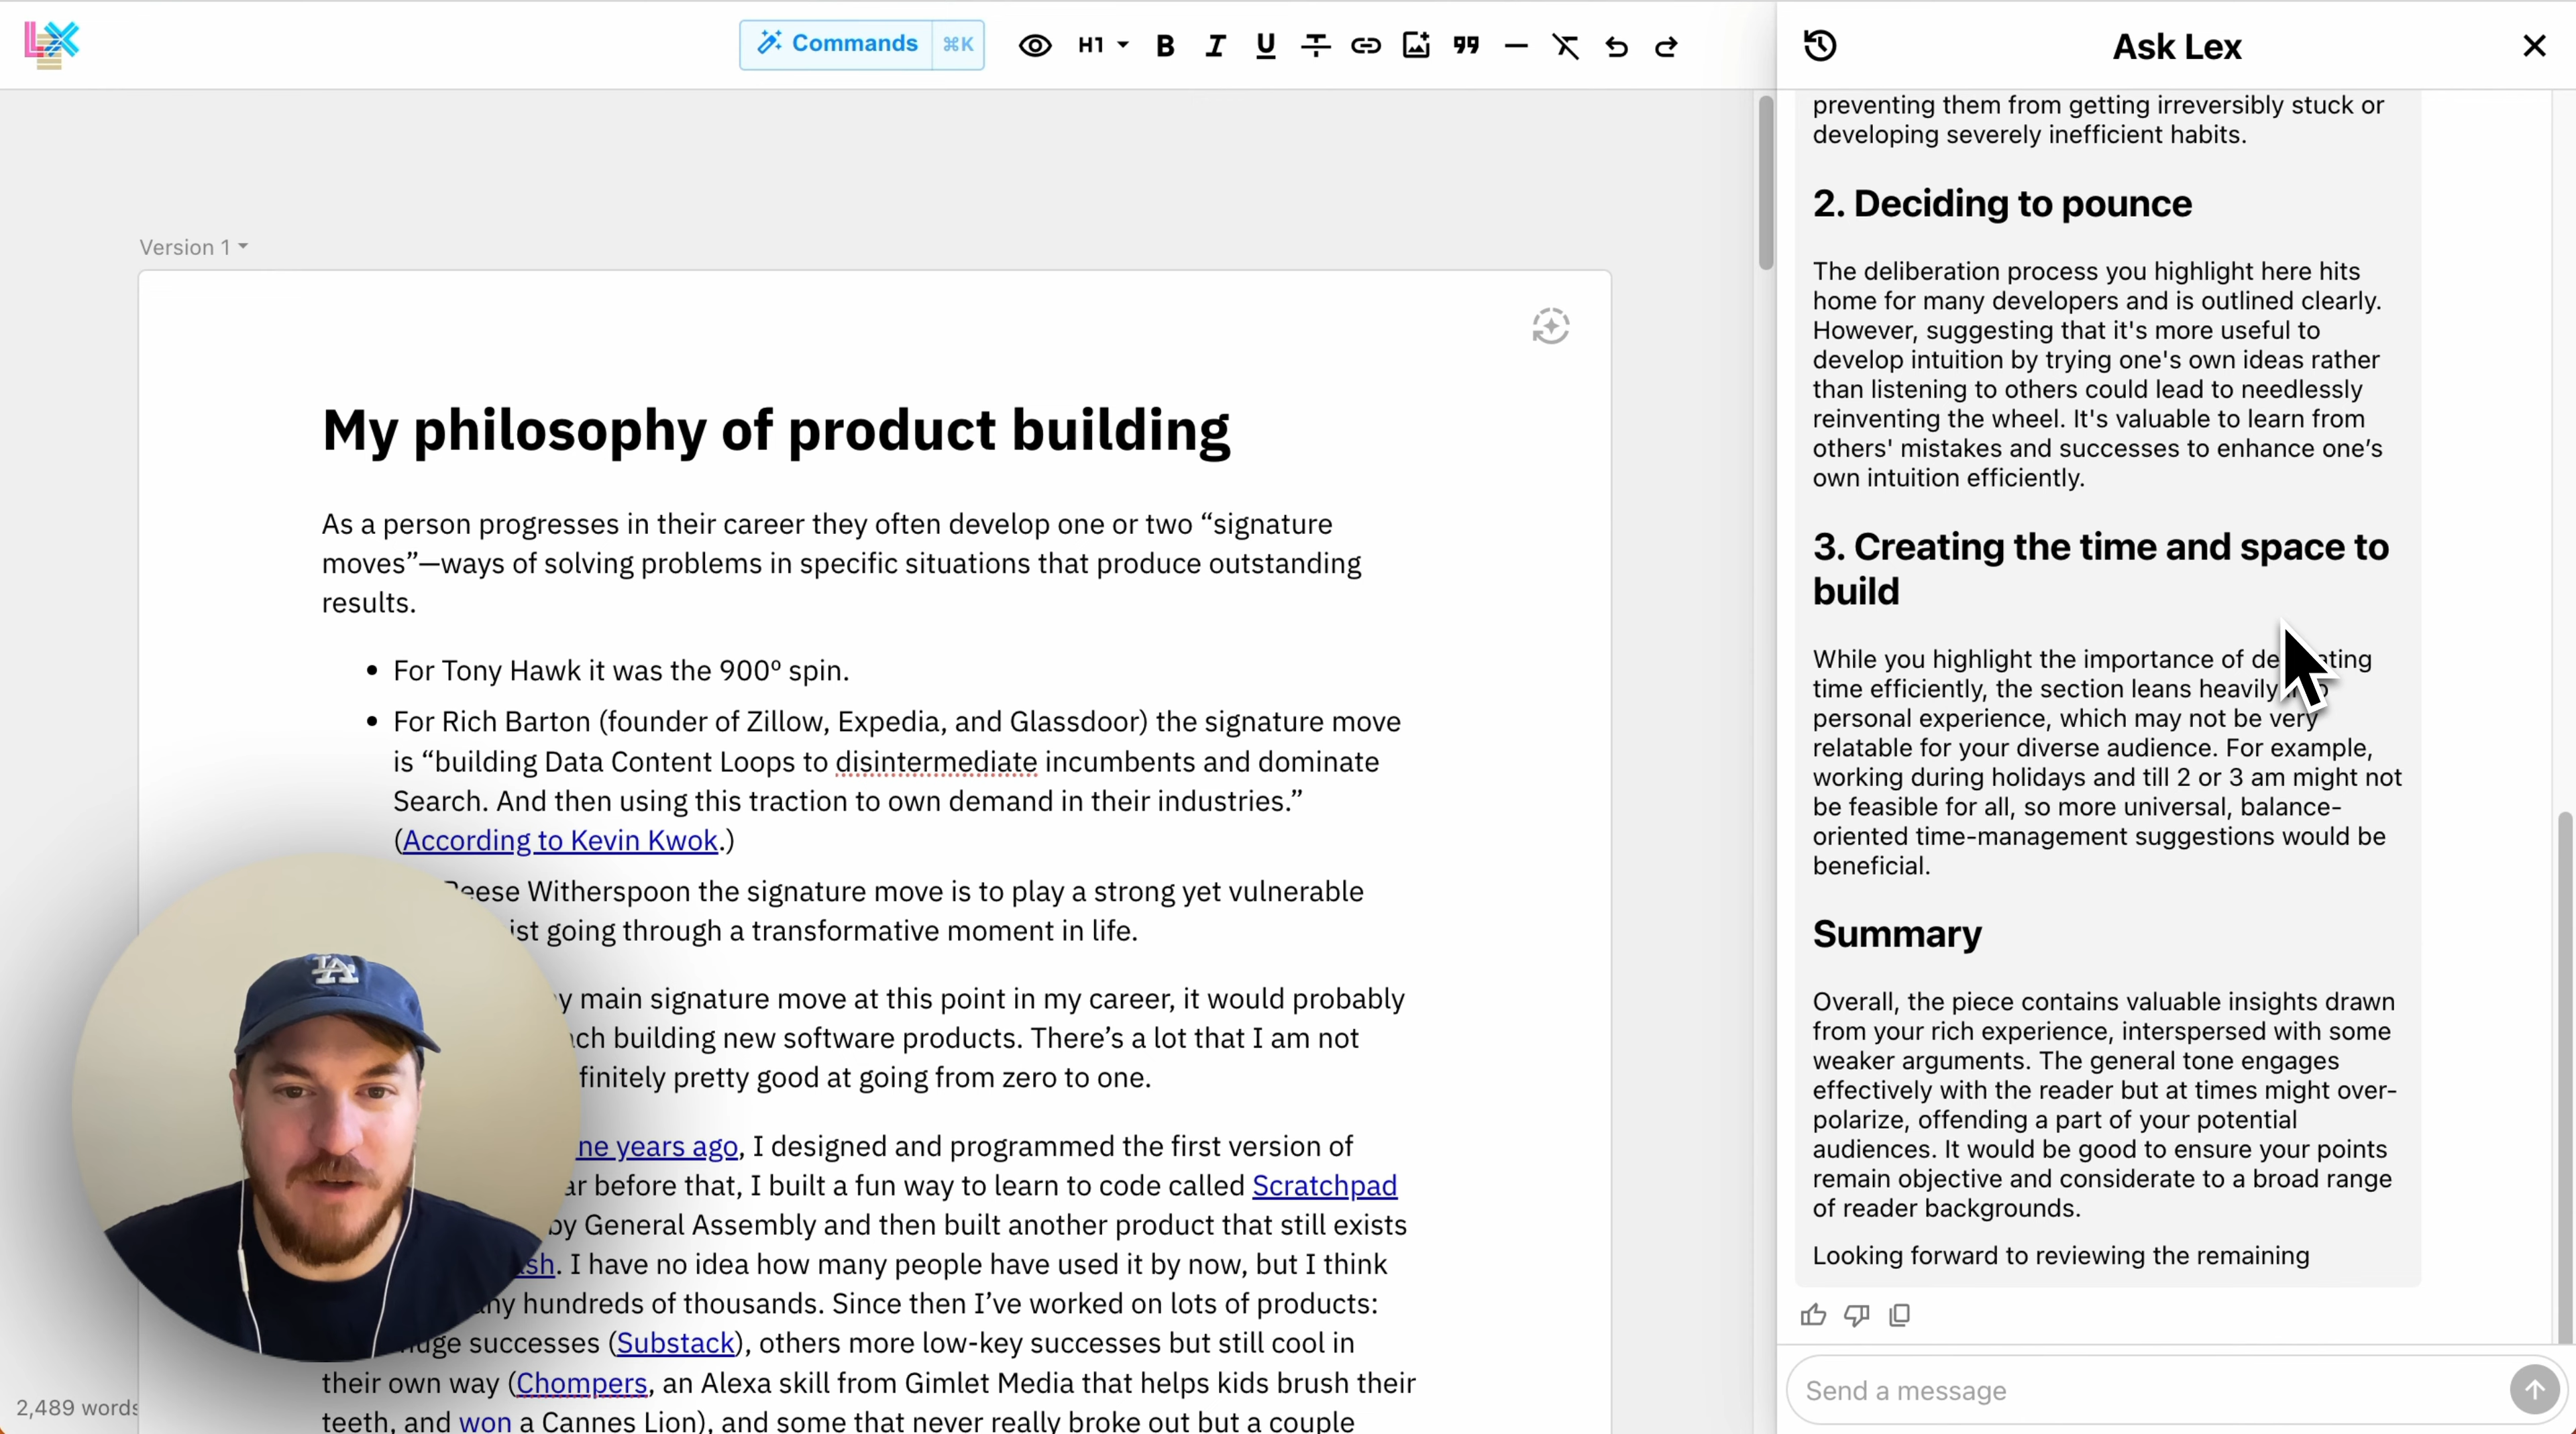 LX
Commands ⌘K
H1
Ask Lex
Version 1
My philosophy of product building
As a person progresses in their career they often develop one or two “signature
moves”—ways of solving problems in specific situations that produce outstanding
results.
• For Tony Hawk it was the 900º spin.
• For Rich Barton (founder of Zillow, Expedia, and Glassdoor) the signature move
is “building Data Content Loops to disintermediate incumbents and dominate
Search. And then using this traction to own demand in their industries.”
(According to Kevin Kwok.)
Reese Witherspoon the signature move is to play a strong yet vulnerable
going through a transformative moment in life.
main signature move at this point in my career, it would probably
building new software products. There’s a lot that I am not
pretty good at going from zero to one.
years ago, I designed and programmed the first version of
before that, I built a fun way to learn to code called Scratchpad
by General Assembly and then built another product that still exists
I have no idea how many people have used it by now, but I think
hundreds of thousands. Since then I’ve worked on lots of products:
huge successes (Substack), others more low-key successes but still cool in
their own way (Chompers, an Alexa skill from Gimlet Media that helps kids brush their
teeth, and won a Cannes Lion), and some that never really broke out but a couple
2,489 words
LA
preventing them from getting irreversibly stuck or
developing severely inefficient habits.
2. Deciding to pounce
The deliberation process you highlight here hits
home for many developers and is outlined clearly.
However, suggesting that it's more useful to
develop intuition by trying one's own ideas rather
than listening to others could lead to needlessly
reinventing the wheel. It's valuable to learn from
others' mistakes and successes to enhance one’s
own intuition efficiently.
3. Creating the time and space to
build
While you highlight the importance of
time efficiently, the section leans heavily
personal experience, which may not be very
relatable for your diverse audience. For example,
working during holidays and till 2 or 3 am might not
be feasible for all, so more universal, balance-
oriented time-management suggestions would be
beneficial.
Summary
Overall, the piece contains valuable insights drawn
from your rich experience, interspersed with some
weaker arguments. The general tone engages
effectively with the reader but at times might over-
polarize, offending a part of your potential
audiences. It would be good to ensure your points
remain objective and considerate to a broad range
of reader backgrounds.
Looking forward to reviewing the remaining
Send a message